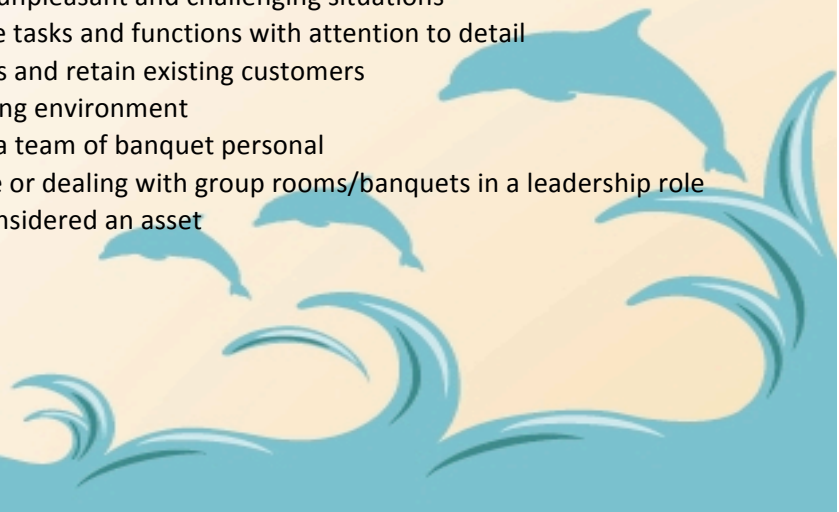 unpleasant and challenging situations
e tasks and functions with attention to detail
s and retain existing customers
ng environment
a team of banquet personal
e or dealing with group rooms/banquets in a leadership role
nsidered an asset